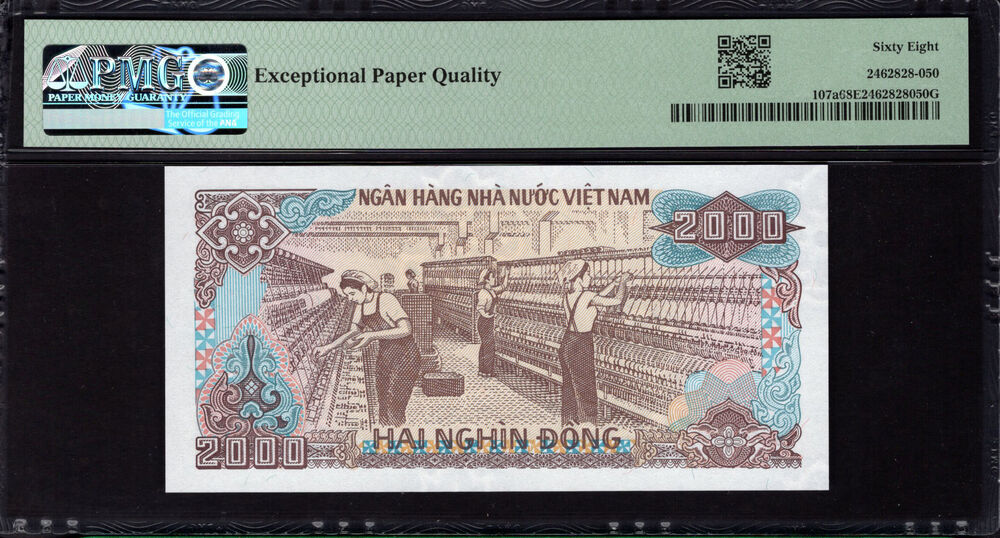 PMG
PAPER MONEY GUARANTY
The Official Grading
Service of the PNG
Exceptional Paper Quality
Sixty Eight
2462828-050
107a68E2462828050G
NGÂN HÀNG NHÀ NƯỚC VIỆT NAM
2000
2000
HAI NGHÌN ĐỒNG